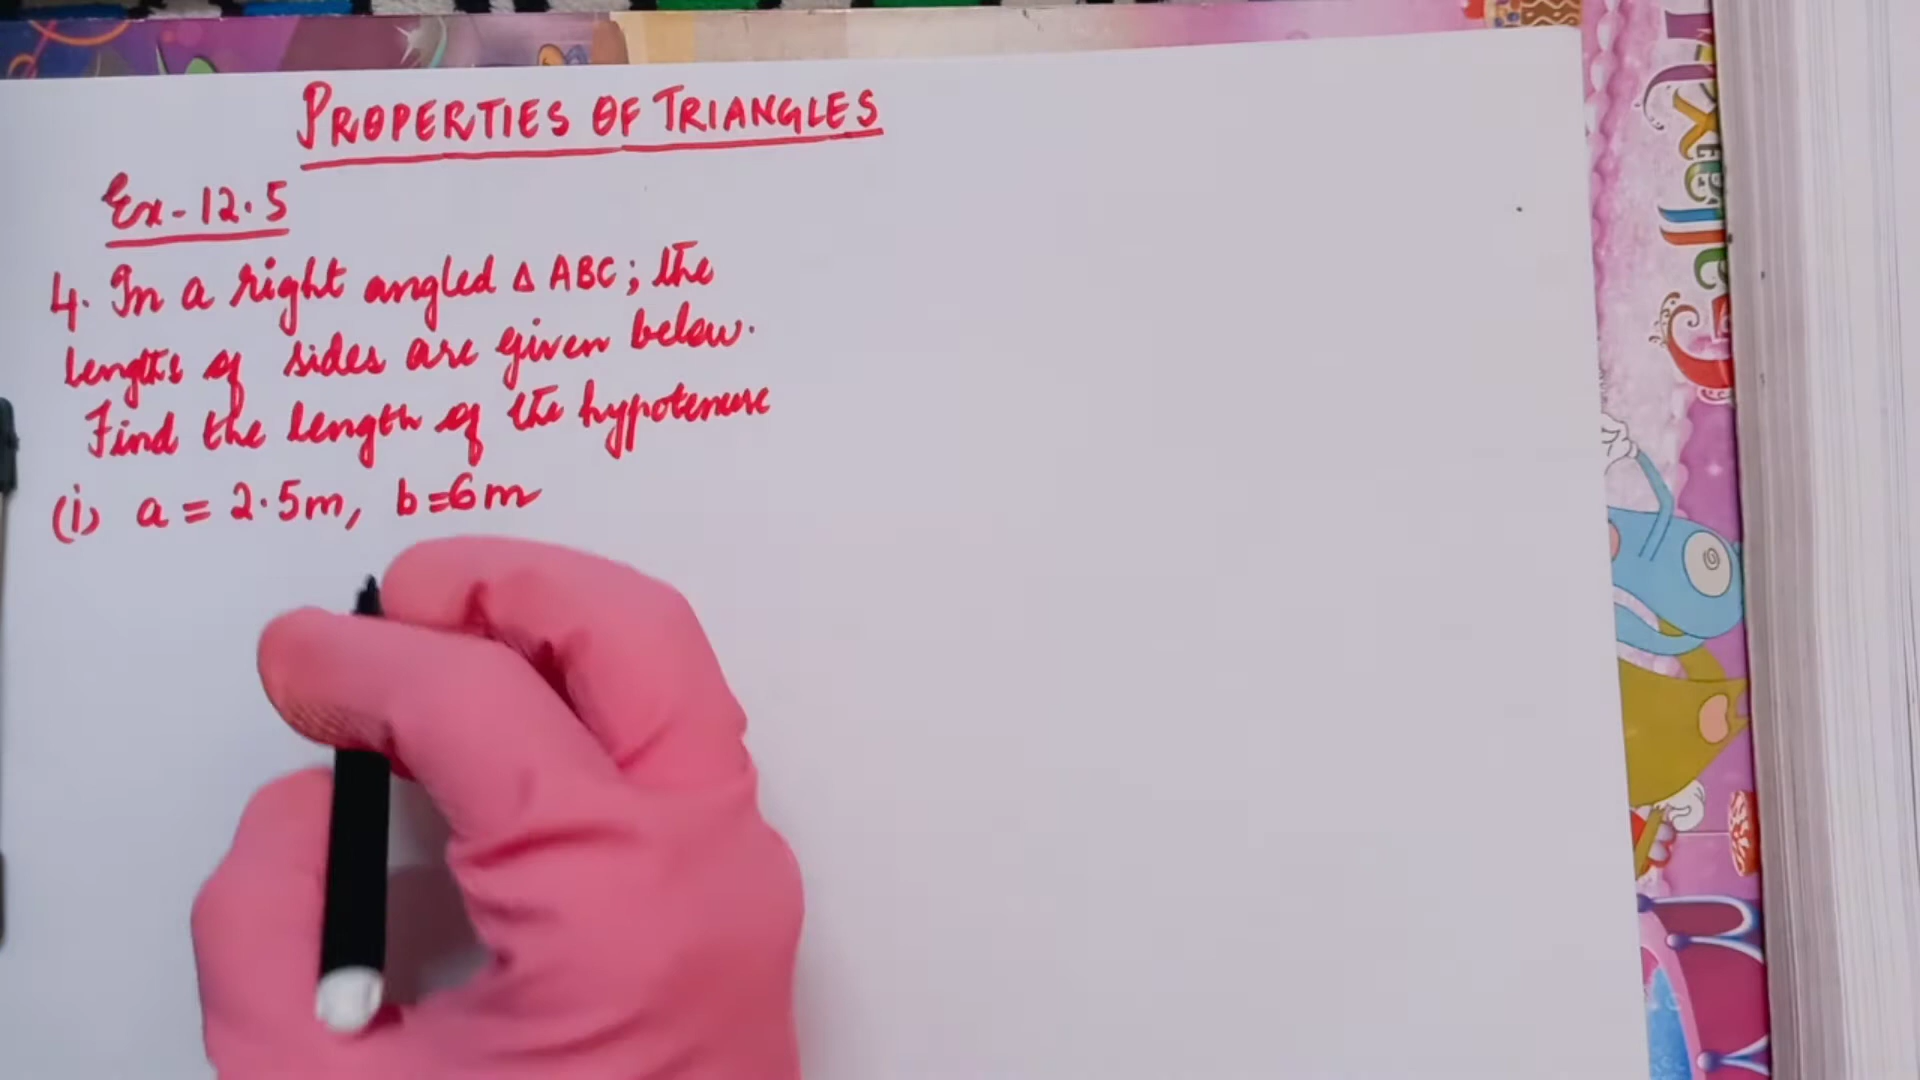 PROPERTIES OF TRIANGLES
Ex-12.5
4. In a right angled Δ ABC; the
lengths of sides are given below.
Find the length of the hypotenuse
(i) a = 2.5m, b=6m